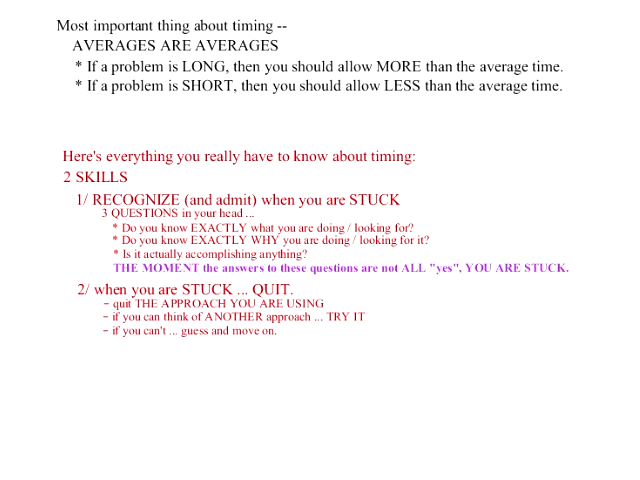 Most important thing about timing --
AVERAGES ARE AVERAGES
* If a problem is LONG, then you should allow MORE than the average time.
* If a problem is SHORT, then you should allow LESS than the average time.
Here's everything you really have to know about timing:
2 SKILLS
1/ RECOGNIZE (and admit) when you are STUCK
3 QUESTIONS in your head ...
* Do you know EXACTLY what you are doing / looking for?
* Do you know EXACTLY WHY you are doing / looking for it?
* Is it actually accomplishing anything?
THE MOMENT the answers to these questions are not ALL "yes", YOU ARE STUCK.
2/ when you are STUCK ... QUIT.
- quit THE APPROACH YOU ARE USING
- if you can think of ANOTHER approach ... TRY IT
- if you can't ... guess and move on.